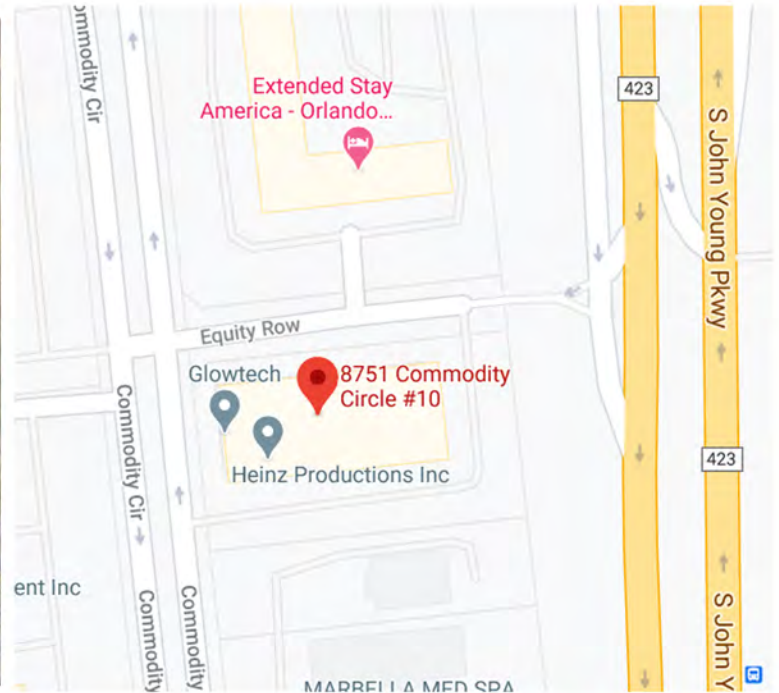 ommodity Cir
Extended Stay
America - Orlando...
423
S John Young Pkwy
Equity Row
Glowtech
8751 Commodity
Circle #10
Commodity Cir
Heinz Productions Inc
423
ent Inc
Commodity
Commodity
S John Y
MARBELLA MED SPA